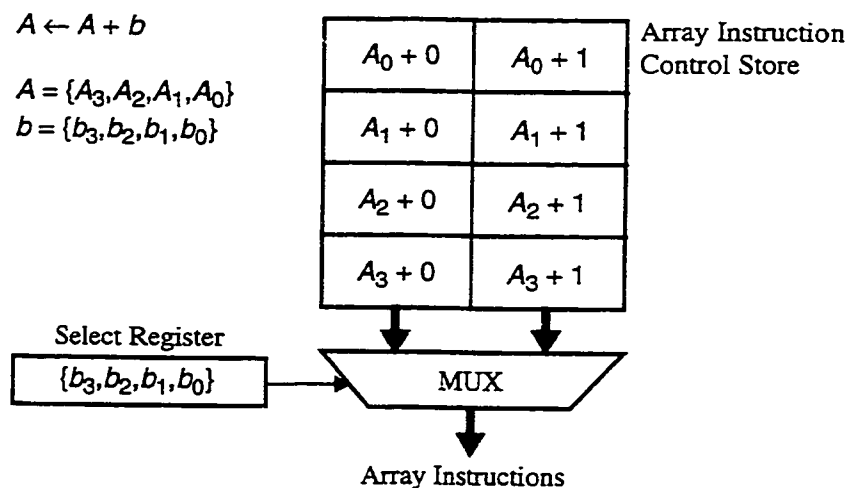 A ← A + b
A = {A₃,A₂,A₁,A₀}
b = {b₃,b₂,b₁,b₀}
A₀ + 0 A₀ + 1
A₁ + 0 A₁ + 1
A₂ + 0 A₂ + 1
A₃ + 0 A₃ + 1
Array Instruction
Control Store
Select Register
{b₃,b₂,b₁,b₀}
MUX
Array Instructions